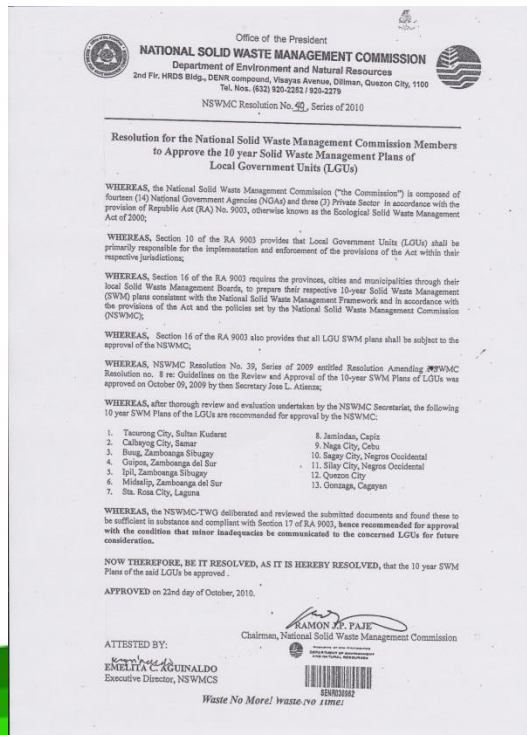 Office of the President
NATIONAL SOLID WASTE MANAGEMENT COMMISSION
Department of Environment and Natural Resources
2nd Flr. HRDS Bldg., DENR compound, Visayas Avenue, Diliman, Quezon City, 1100
Tel. Nos. (632) 920-2252 / 920-2279
NSWMC Resolution No. 40, Series of 2010
Resolution for the National Solid Waste Management Commission Members
to Approve the 10 year Solid Waste Management Plans of
Local Government Units (LGUs)
WHEREAS, the National Solid Waste Management Commission ("the Commission") is composed of
fourteen (14) National Government Agencies (NGAs) and three (3) Private Sector in accordance with the
provision of Republic Act (RA) No. 9003, otherwise known as the Ecological Solid Waste Management
Act of 2000;
WHEREAS, Section 10 of the RA 9003 provides that Local Government Units (LGUs) shall be
primarily responsible for the implementation and enforcement of the provisions of the Act within their
respective jurisdictions;
WHEREAS, Section 16 of the RA 9003 requires the provinces, cities and municipalities through their
local Solid Waste Management Boards, to prepare their respective 10-year Solid Waste Management
(SWM) plans consistent with the National Solid Waste Management Framework and in accordance with
the provisions of the Act and the policies set by the National Solid Waste Management Commission
(NSWMC);
WHEREAS, Section 16 of the RA 9003 also provides that all LGU SWM plans shall be subject to the
approval of the NSWMC;
WHEREAS, NSWMC Resolution No. 39, Series of 2009 entitled Resolution Amending NSWMC
Resolution no. 8 re: Guidelines on the Review and Approval of the 10-year SWM Plans of LGUs was
approved on October 09, 2009 by then Secretary Jose L. Atienza;
WHEREAS, after thorough review and evaluation undertaken by the NSWMC Secretariat, the following
10 year SWM Plans of the LGUs are recommended for approval by the NSWMC:
1. Tacurong City, Sultan Kudarat
2. Calbayog City, Samar
3. Buug, Zamboanga Sibugay
4. Guipos, Zamboanga del Sur
5. Ipil, Zamboanga Sibugay
6. Midsalip, Zamboanga del Sur
7. Sta. Rosa City, Laguna
8. Jamindan, Capiz
9. Naga City, Cebu
10. Sagay City, Negros Occidental
11. Silay City, Negros Occidental
12. Quezon City
13. Gonzaga, Cagayan
WHEREAS, the NSWMC-TWG deliberated and reviewed the submitted documents and found these to
be sufficient in substance and compliant with Section 17 of RA 9003, hence recommended for approval
with the condition that minor inadequacies be communicated to the concerned LGUs for future
consideration.
NOW THEREFORE, BE IT RESOLVED, AS IT IS HEREBY RESOLVED, that the 10 year SWM
Plans of the said LGUs be approved .
APPROVED on 22nd day of October, 2010.
RAMON J.P. PAJE
Chairman, National Solid Waste Management Commission
DEPARTMENT OF ENVIRONMENT
AND NATURAL RESOURCES
SENRO30962
ATTESTED BY:
EMELITA C. AGUINALDO
Executive Director, NSWMCS
Waste No More! Waste No Time!